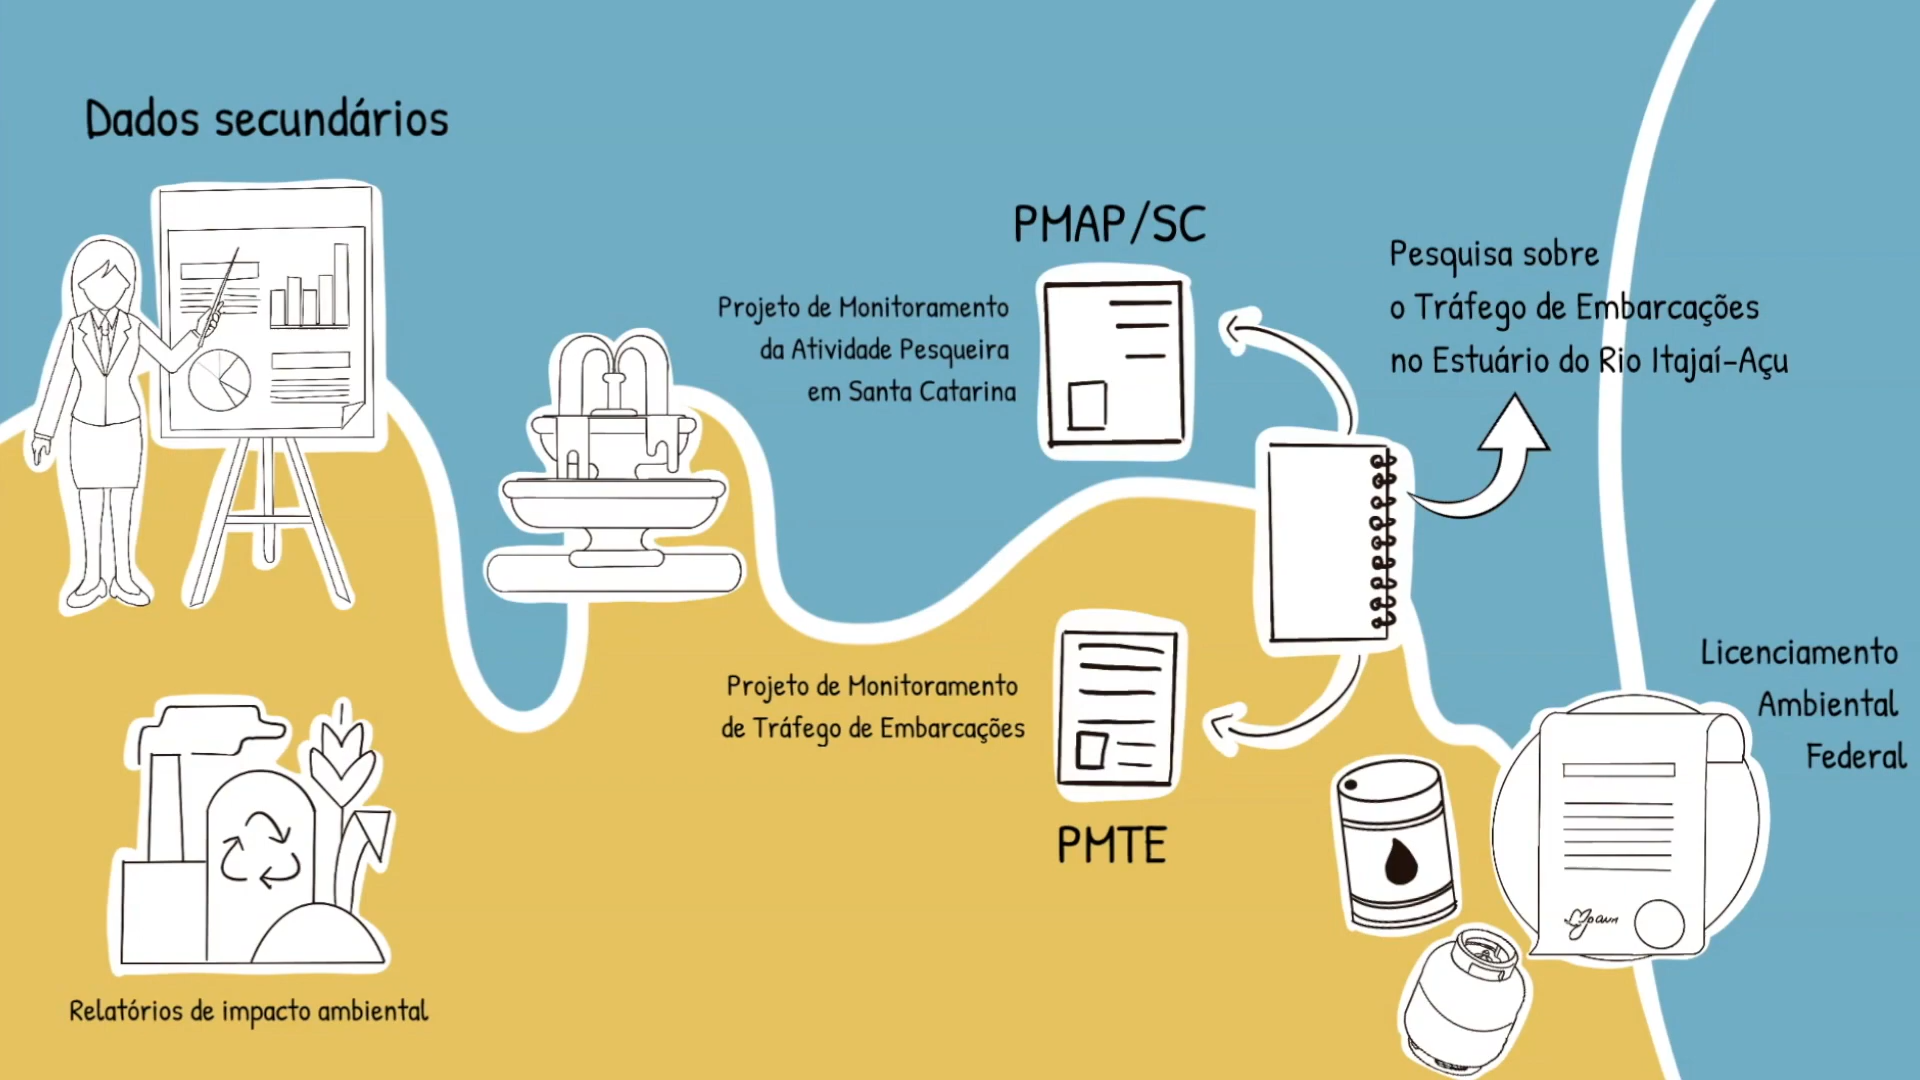 Dados secundários
PMAP/SC
Projeto de Monitoramento
da Atividade Pesqueira
em Santa Catarina
Pesquisa sobre
o Tráfego de Embarcações
no Estuário do Rio Itajaí-Açu
Projeto de Monitoramento
de Tráfego de Embarcações
PMTE
Licenciamento
Ambiental
Federal
Relatórios de impacto ambiental